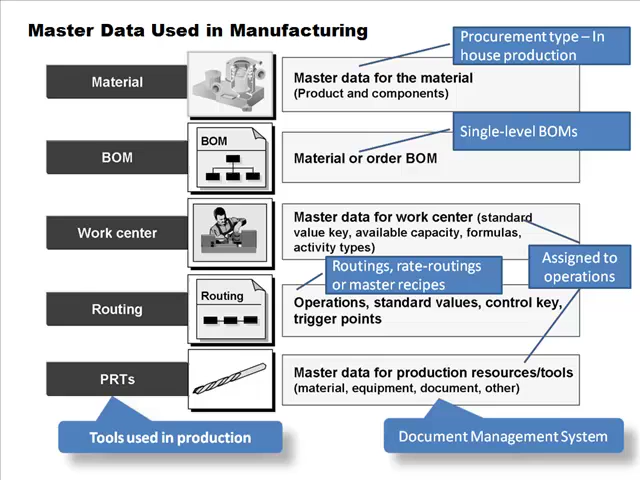 Master Data Used in Manufacturing
Procurement type – In
house production
Material
Master data for the material
(Product and components)
Single-level BOMs
BOM
BOM
Material or order BOM
Work center
Master data for work center (standard
value key, available capacity, formulas,
activity types)
Assigned to
operations
Routings, rate-routings
or master recipes
Routing
Routing
Operations, standard values, control key,
trigger points
PRTs
Master data for production resources/tools
(material, equipment, document, other)
Tools used in production
Document Management System